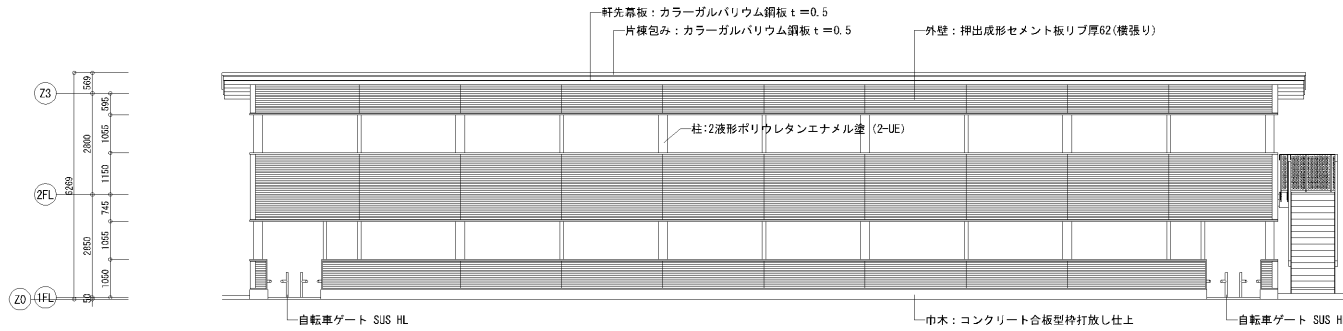 軒先幕板：カラーガルバリウム鋼板ｔ＝0.5
片棟包み：カラーガルバリウム鋼板ｔ＝0.5
外壁：押出成形セメント板リブ厚62(横張り)
569
Z3
595
1055
2800
柱:2液形ポリウレタンエナメル塗 (2-UE)
1150
6269
2FL
745
2850
1055
1050
Z0
1FL
50
自転車ゲート SUS HL
巾木：コンクリート合板型枠打放し仕上
自転車ゲート SUS H